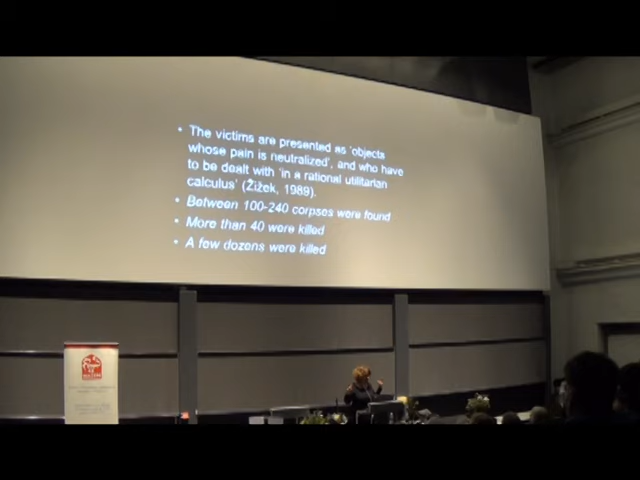 • The victims are presented as 'objects
whose pain is neutralized', and who have
to be dealt with 'in a rational utilitarian
calculus' (Žižek, 1989).
• Between 100-240 corpses were found
• More than 40 were killed
• A few dozens were killed